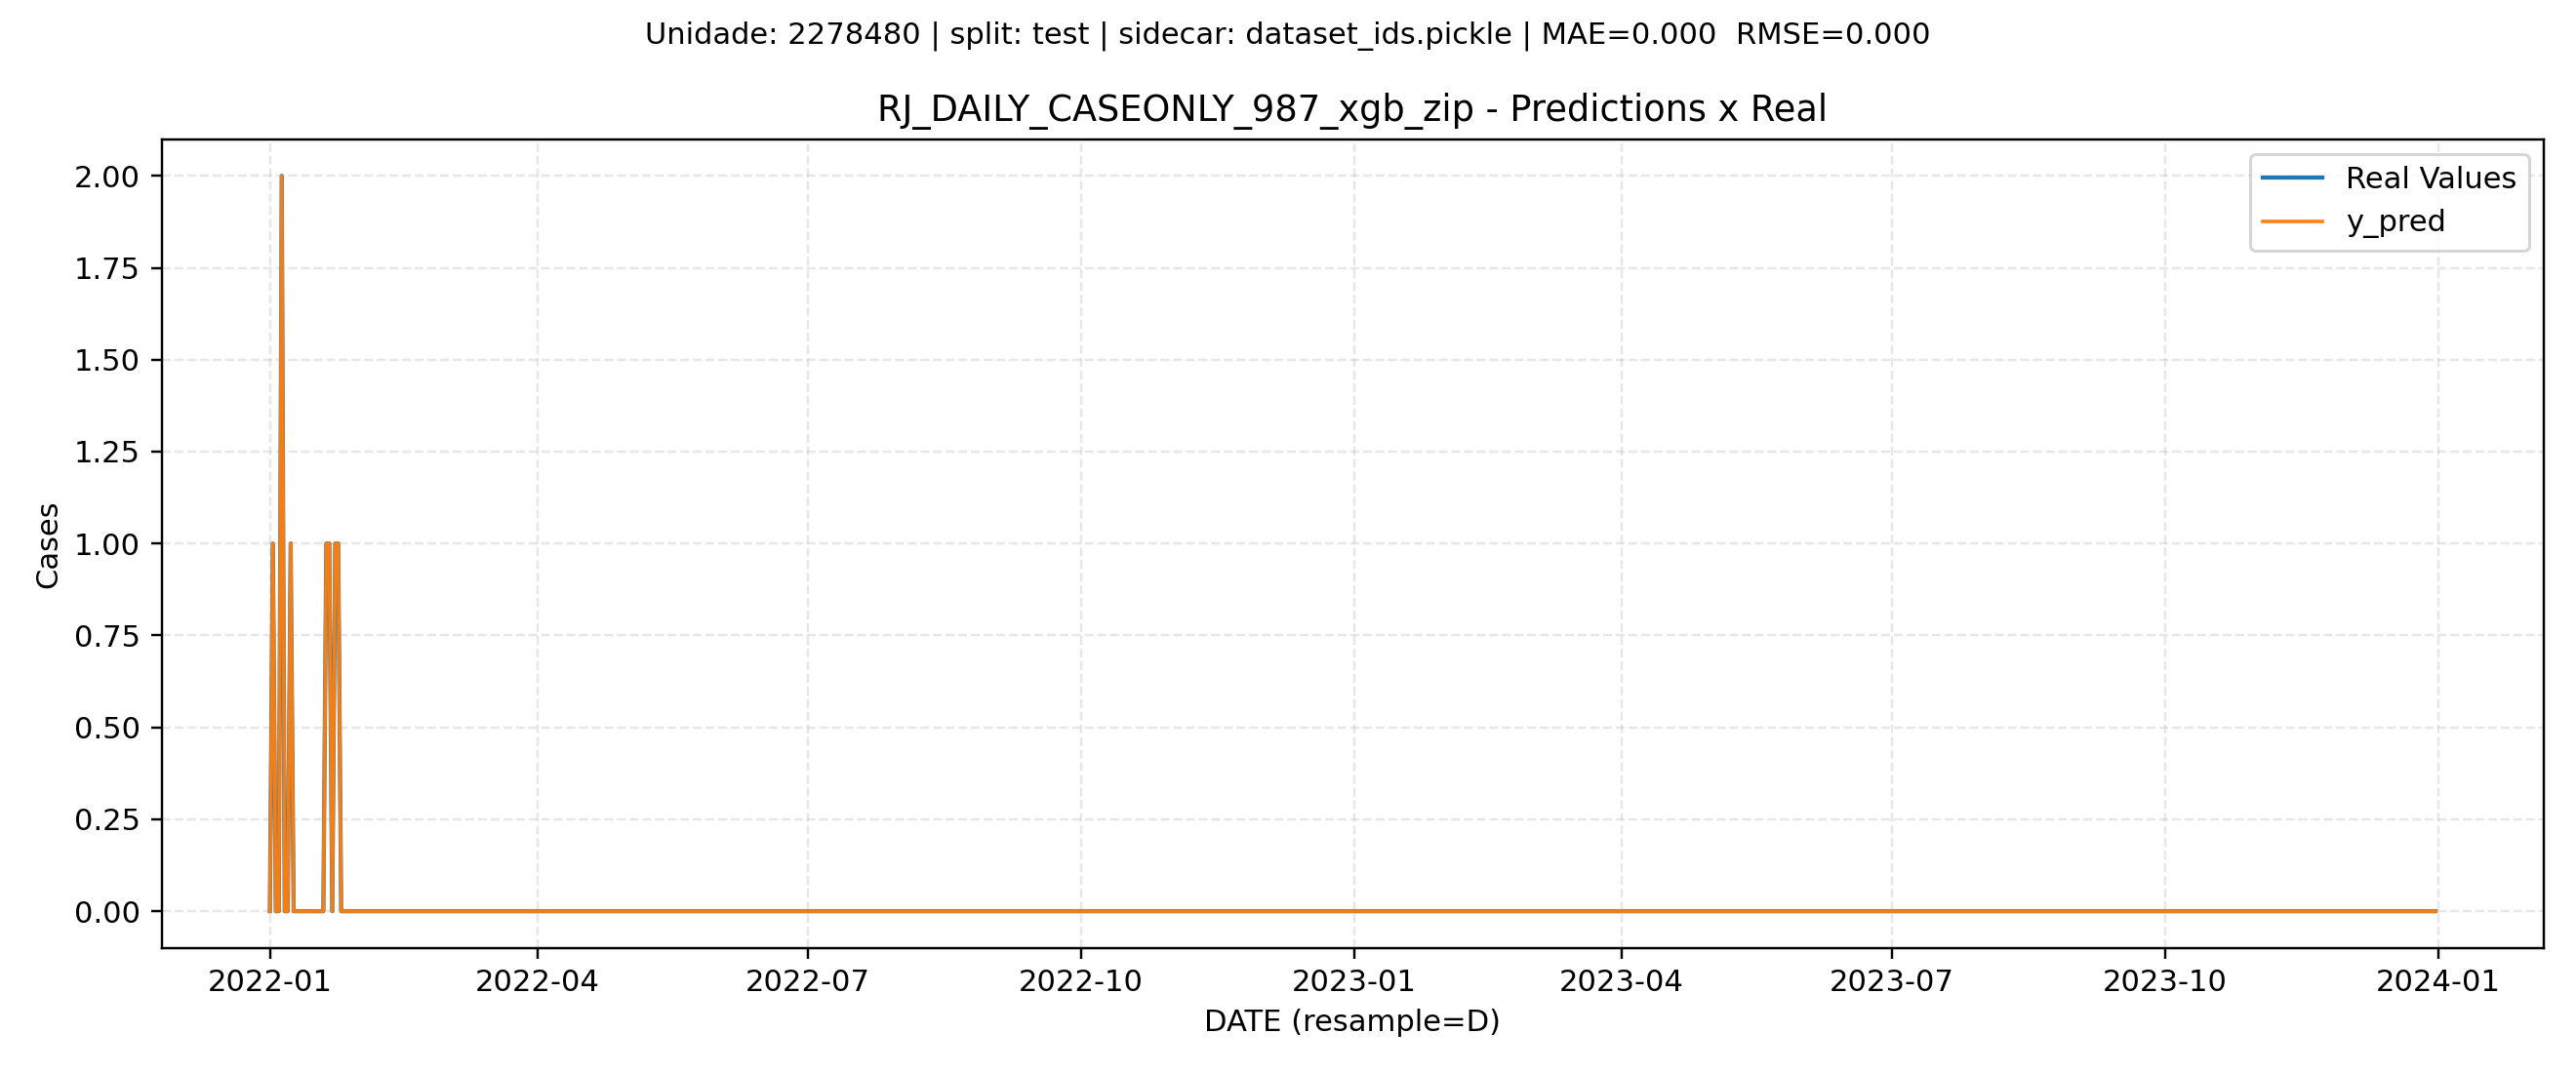 Unidade: 2278480 | split: test | sidecar: dataset_ids.pickle | MAE=0.000  RMSE=0.000
RJ_DAILY_CASEONLY_987_xgb_zip - Predictions x Real
Real Values
y_pred
Cases
2.00
1.75
1.50
1.25
1.00
0.75
0.50
0.25
0.00
2022-01 2022-04 2022-07 2022-10 2023-01 2023-04 2023-07 2023-10 2024-01
DATE (resample=D)